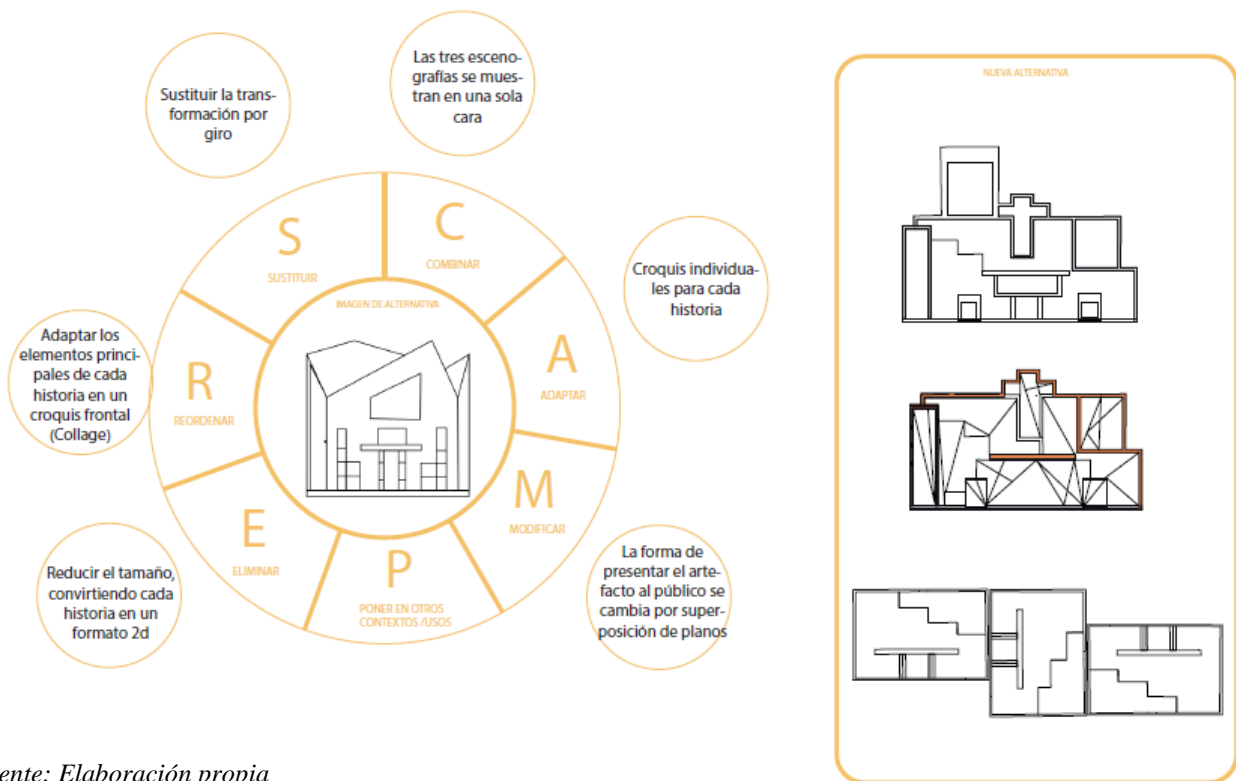 Sustituir la trans-
formación por
giro
Las tres esceno-
grafías se mues-
tran en una sola
cara
Croquis individua-
les para cada
historia
La forma de
presentar el arte-
facto al público se
cambia por super-
posición de planos
Reducir el tamaño,
convirtiendo cada
historia en un
formato 2d
Adaptar los
elementos princi-
pales de cada
historia en un
croquis frontal
(Collage)
S
SUSTITUIR
C
COMBINAR
A
ADAPTAR
M
MODIFICAR
P
PONER EN OTROS
CONTEXTOS /USOS
E
ELIMINAR
R
REORDENAR
IMAGEN DE ALTERNATIVA
NUEVA ALTERNATIVA
ente: Elaboración propia